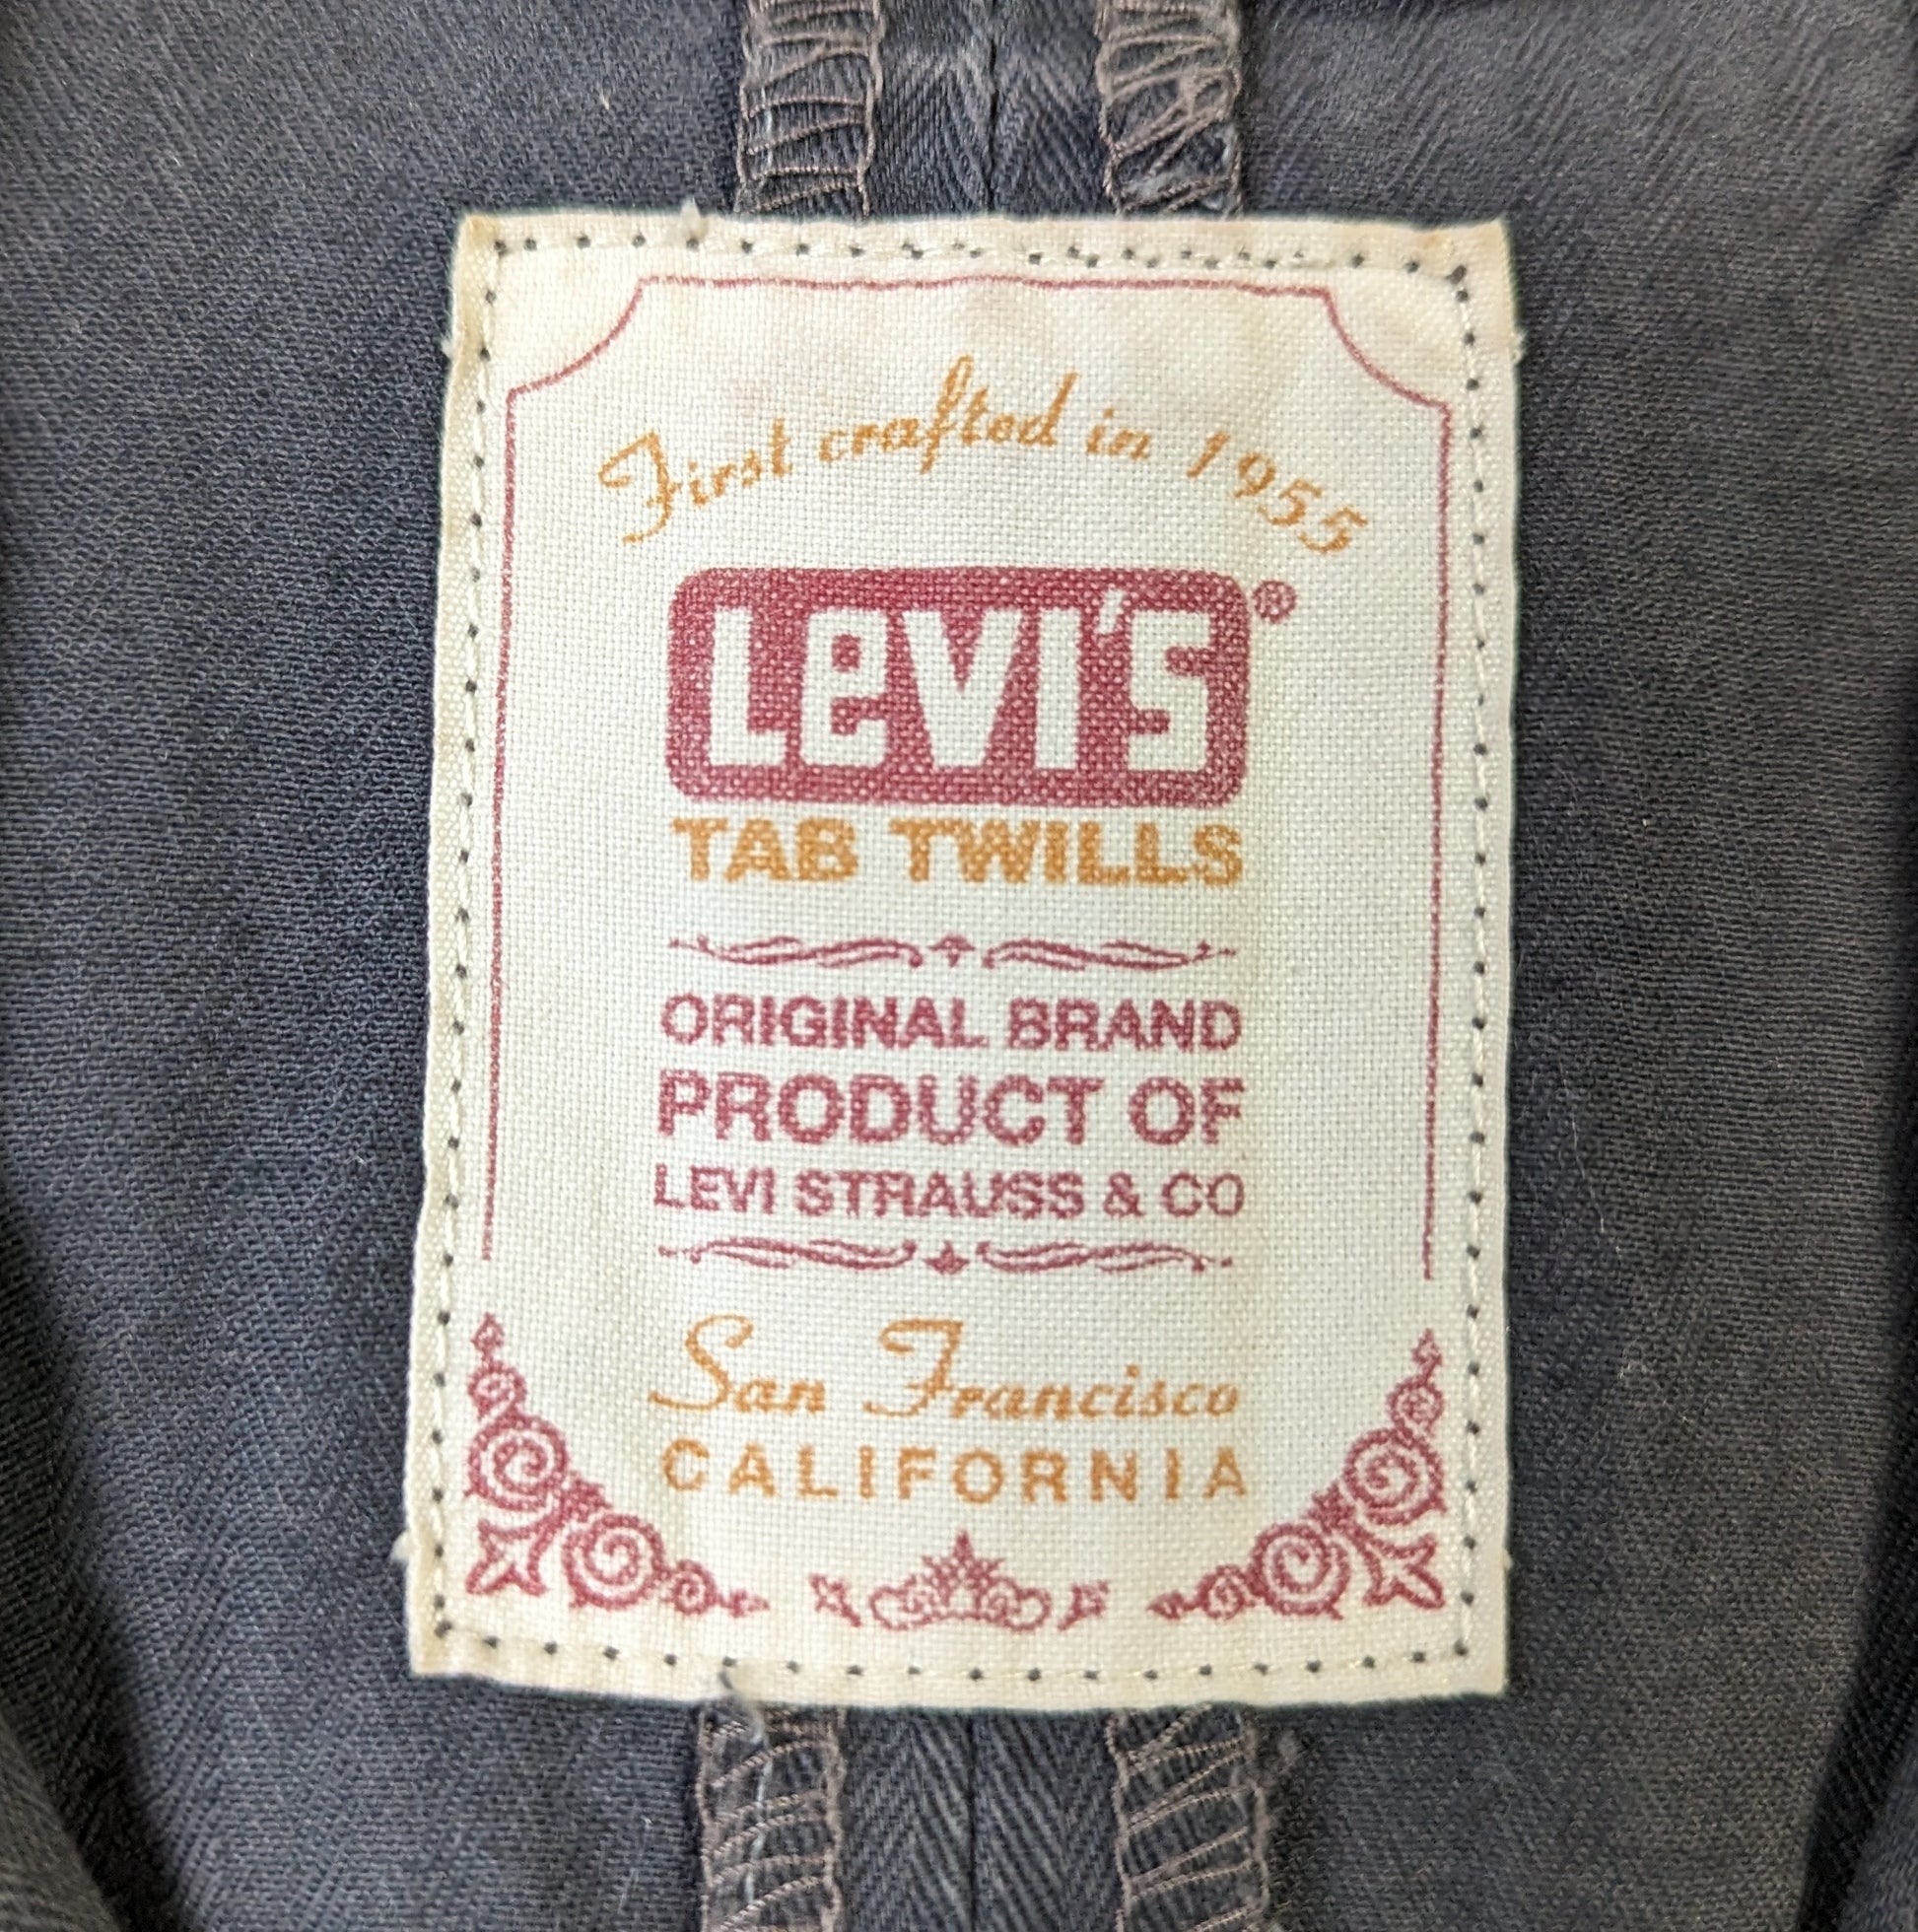 First crafted in 1955
LEVI'S®
TAB TWILLS
ORIGINAL BRAND
PRODUCT OF
LEVI STRAUSS & CO
San Francisco
CALIFORNIA